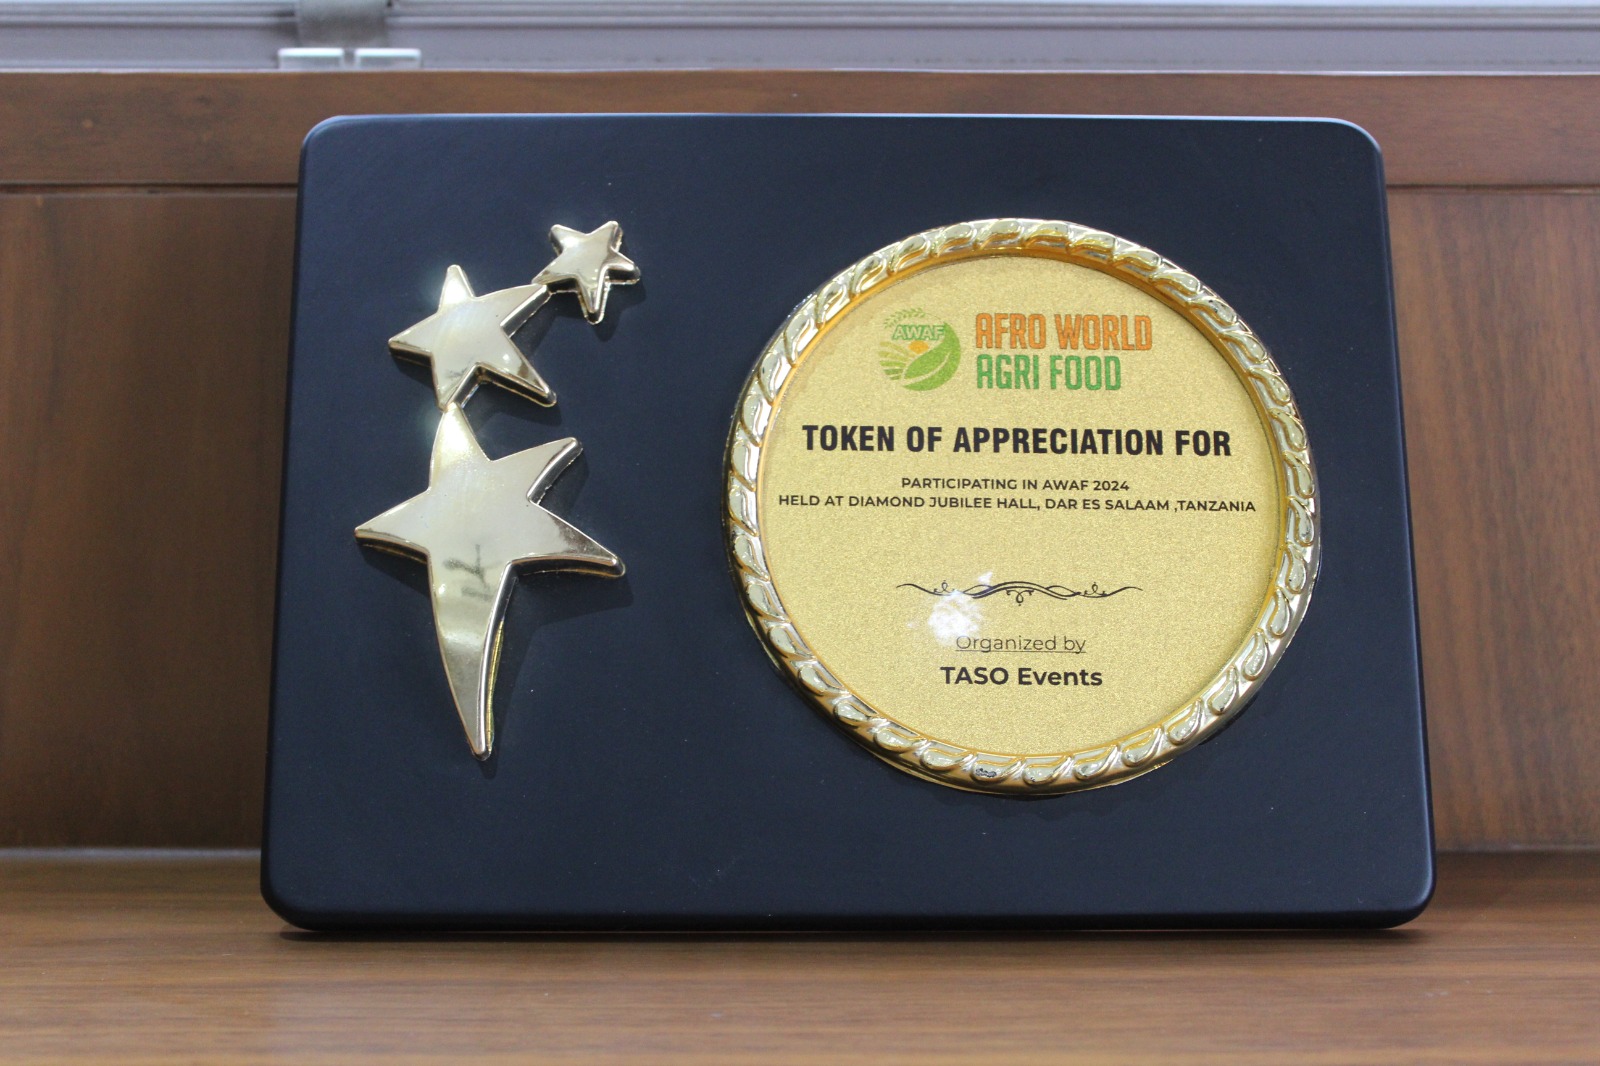 AWAF
AFRO WORLD
AGRI FOOD
TOKEN OF APPRECIATION FOR
PARTICIPATING IN AWAF 2024
HELD AT DIAMOND JUBILEE HALL, DAR ES SALAAM ,TANZANIA
Organized by
TASO Events